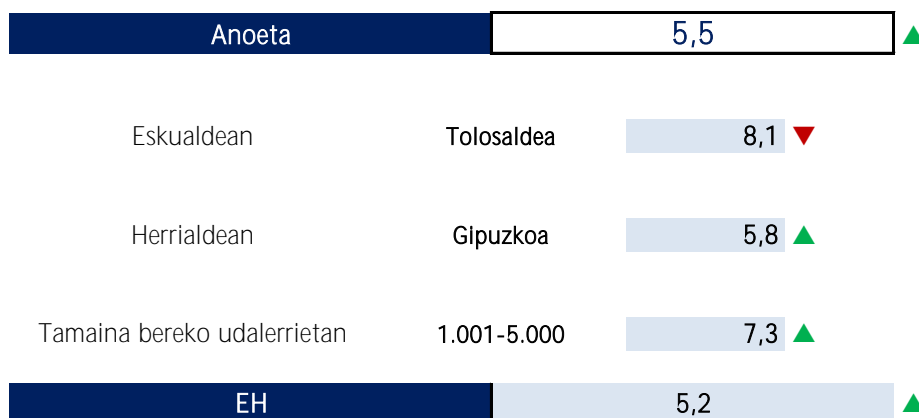 Anoeta 5,5 ▲
Eskualdean Tolosaldea 8,1 ▼
Herrialdean Gipuzkoa 5,8 ▲
Tamaina bereko udalerrietan 1.001-5.000 7,3 ▲
EH 5,2 ▲